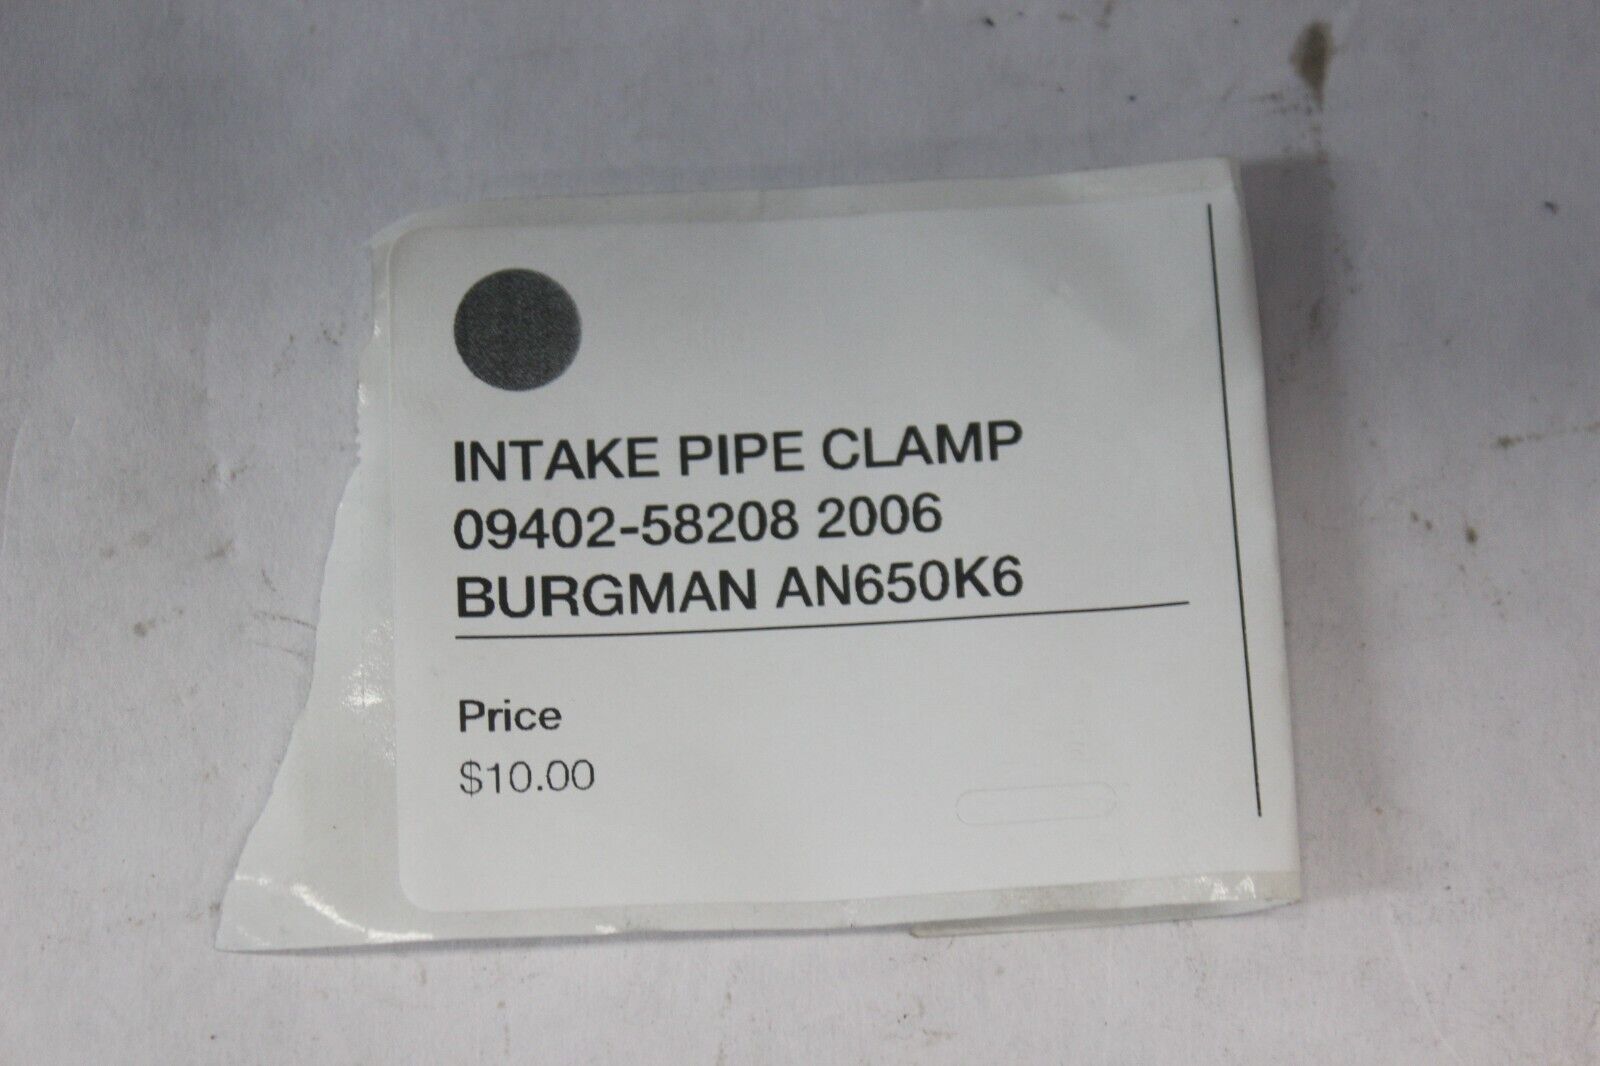 INTAKE PIPE CLAMP
09402-58208 2006
BURGMAN AN650K6
Price
$10.00